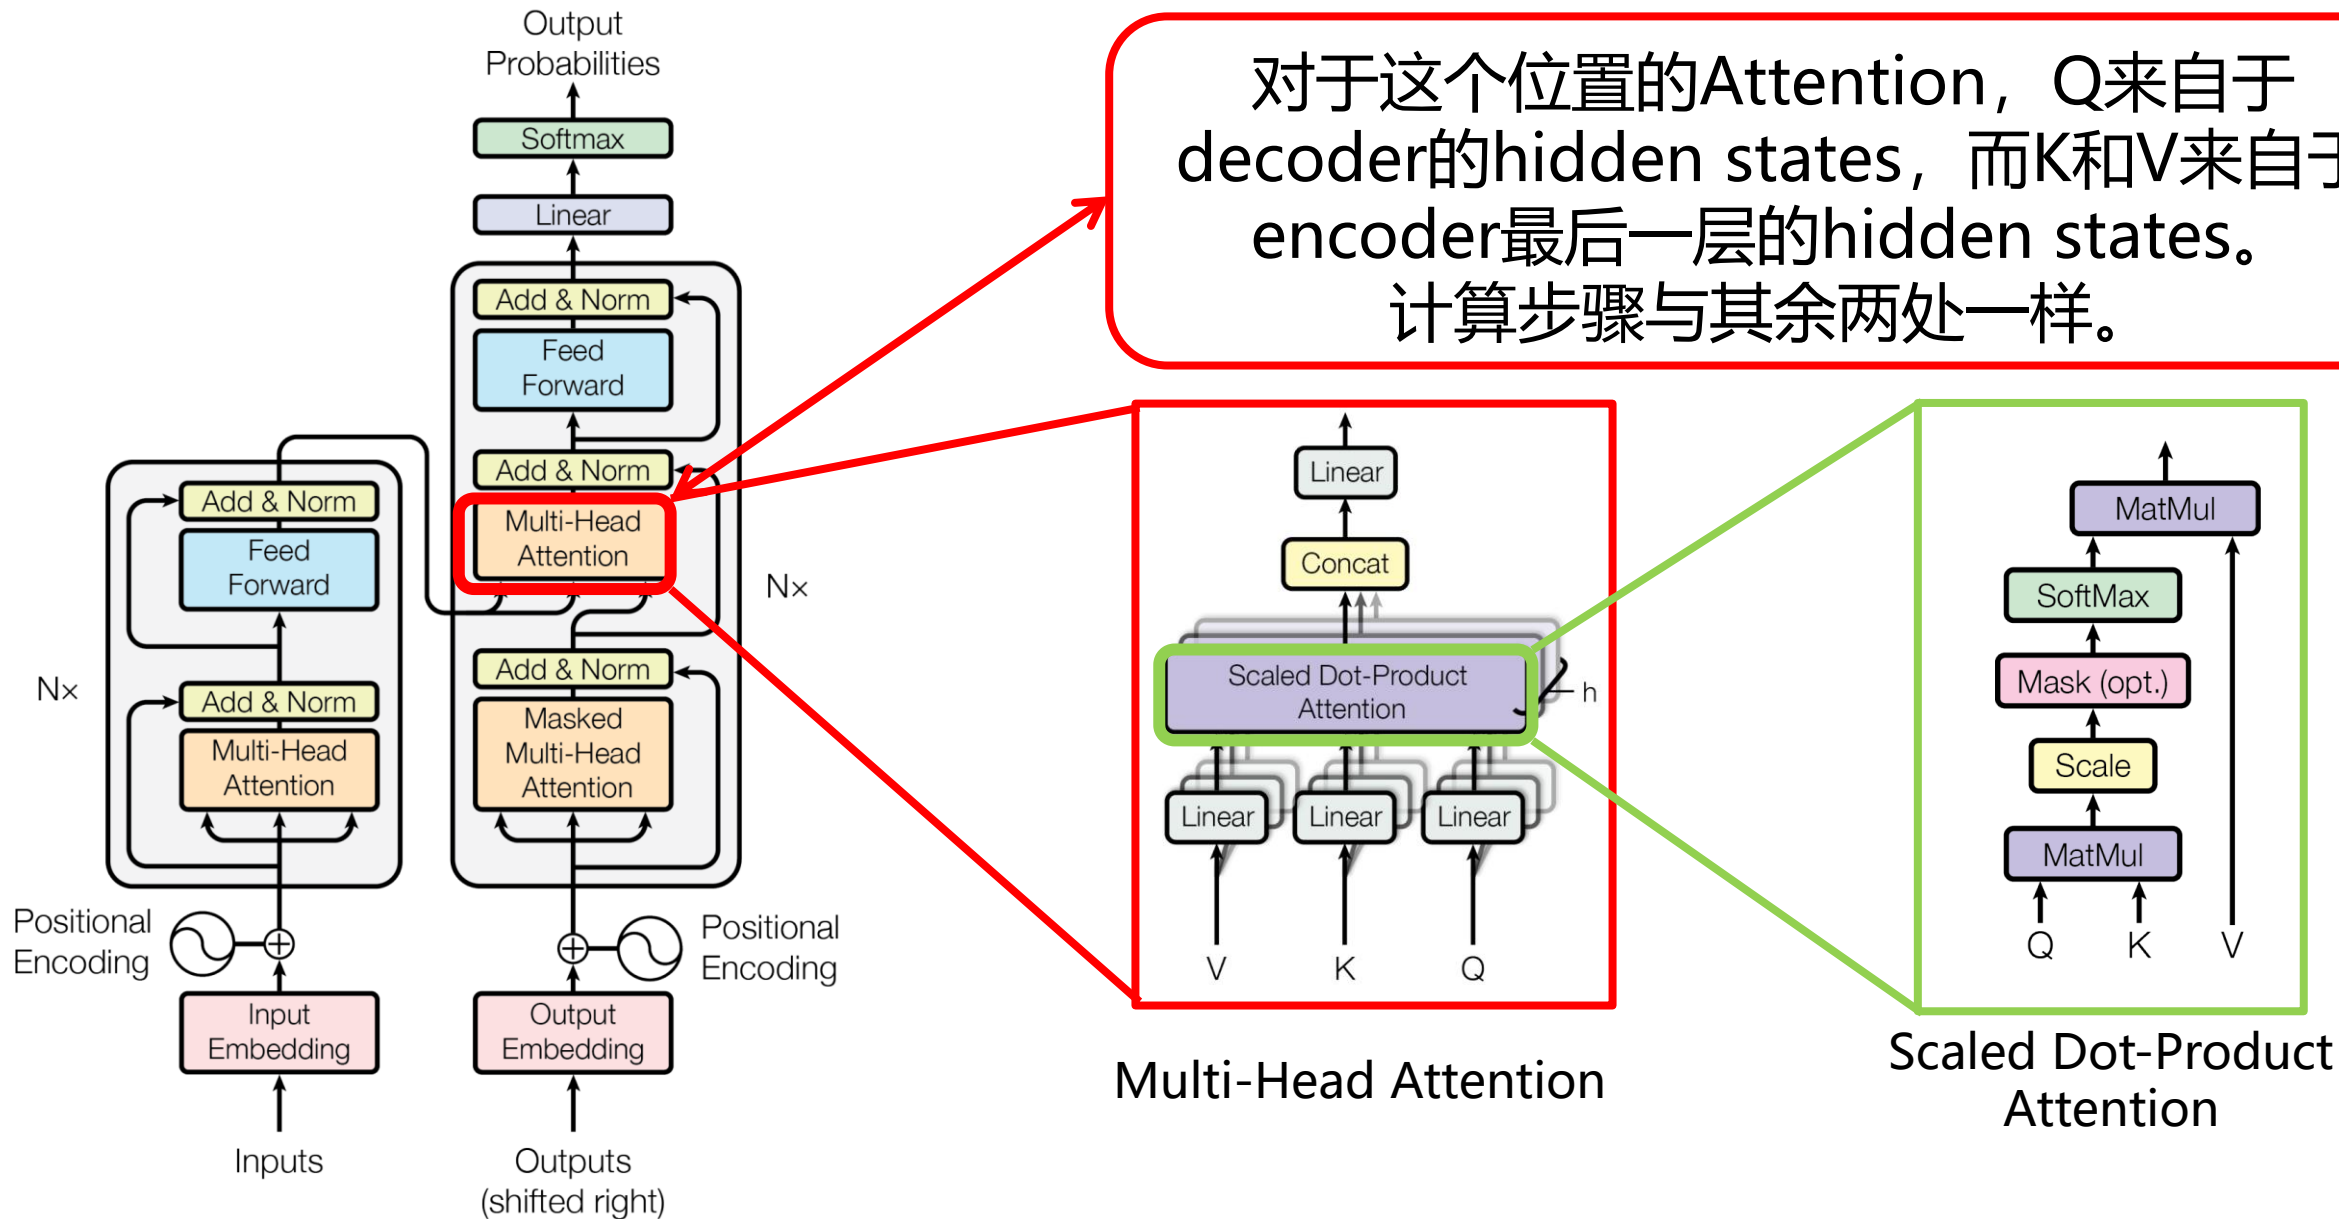 Output
Probabilities
Softmax
Linear
Add & Norm
Feed
Forward
Add & Norm
Multi-Head
Attention
Add & Norm
Masked
Multi-Head
Attention
N×
Positional
Encoding
Output
Embedding
Outputs
(shifted right)
Add & Norm
Feed
Forward
Add & Norm
Multi-Head
Attention
N×
Positional
Encoding
Input
Embedding
Inputs
对于这个位置的Attention，Q来自于
decoder的hidden states，而K和V来自于
encoder最后一层的hidden states。
计算步骤与其余两处一样。
Linear
Concat
Scaled Dot-Product
Attention
h
Linear
Linear
Linear
V
K
Q
Multi-Head Attention
MatMul
SoftMax
Mask (opt.)
Scale
MatMul
Q
K
V
Scaled Dot-Product
Attention